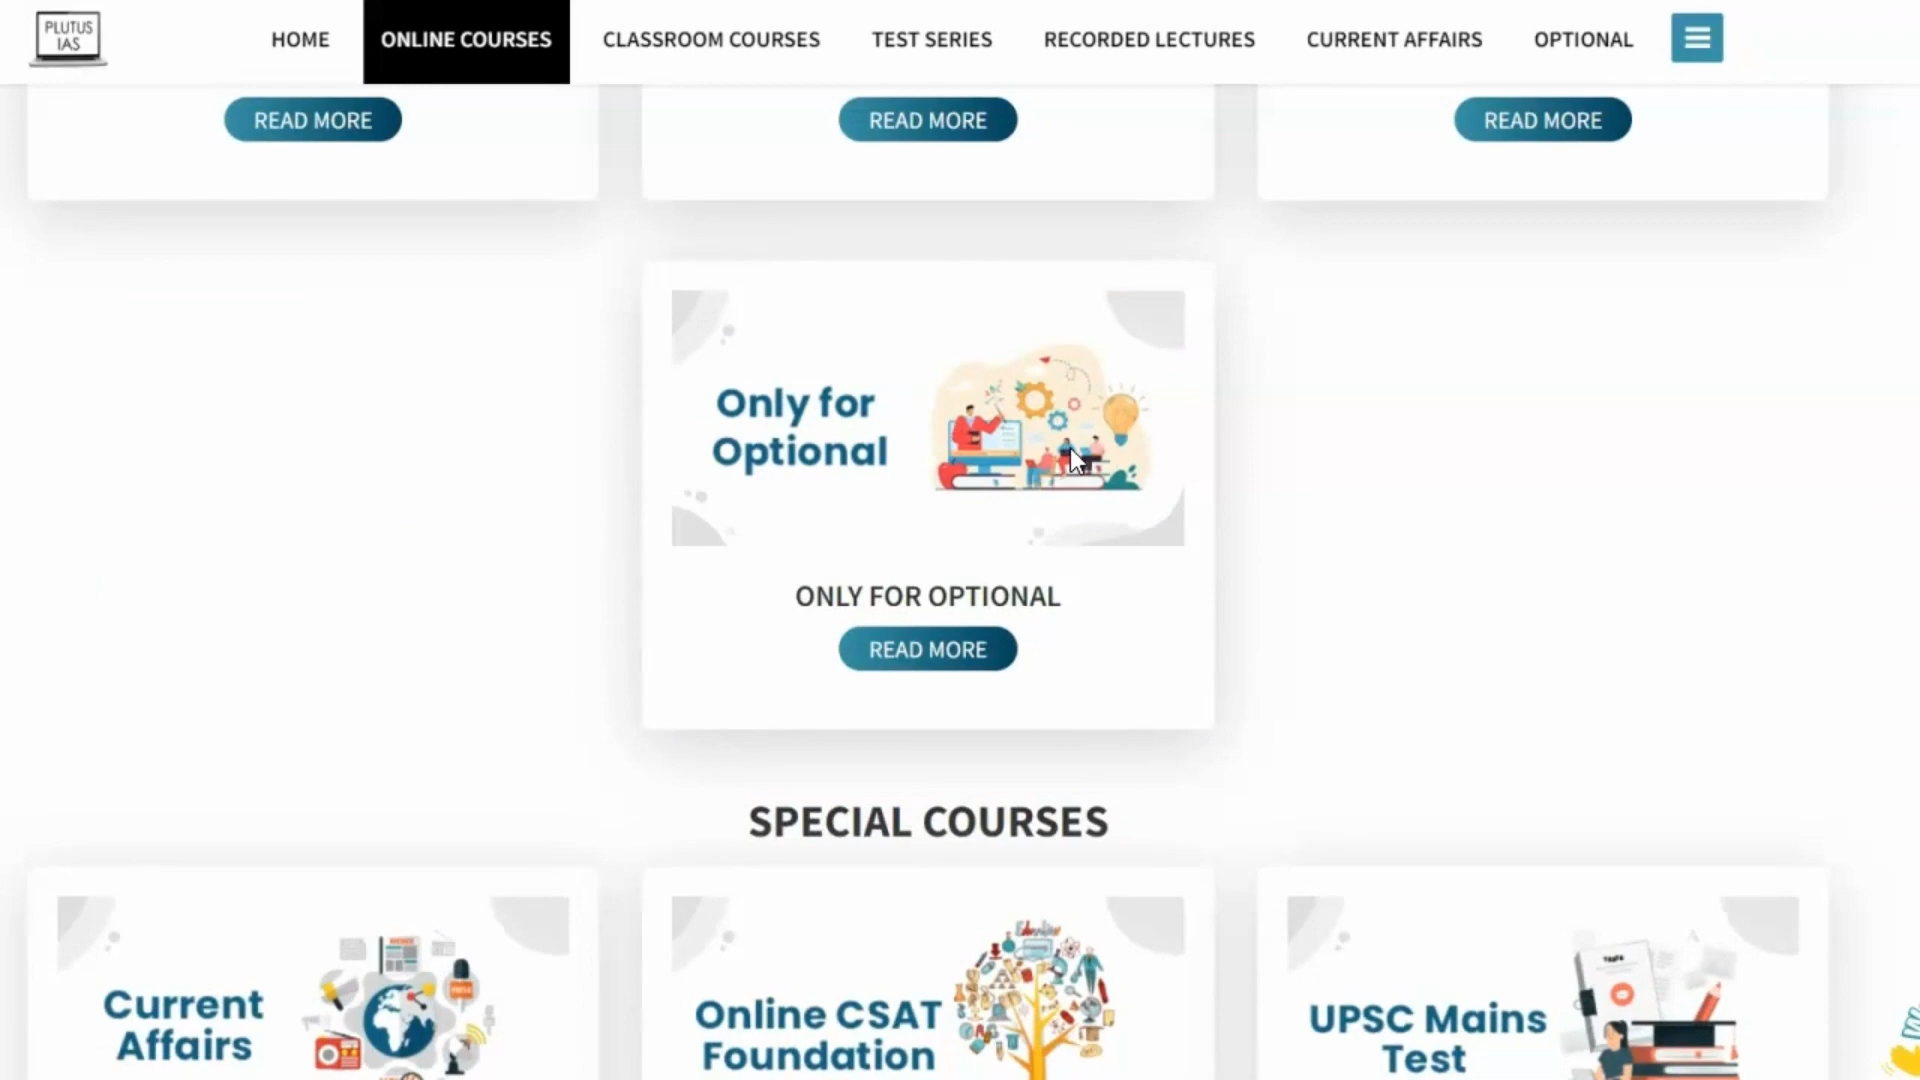 PLUTUS
IAS
HOME
ONLINE COURSES
CLASSROOM COURSES
TEST SERIES
RECORDED LECTURES
CURRENT AFFAIRS
OPTIONAL
READ MORE
READ MORE
READ MORE
Only for
Optional
ONLY FOR OPTIONAL
READ MORE
SPECIAL COURSES
Current
Affairs
NEWS
Online CSAT
Foundation
UPSC Mains
Test